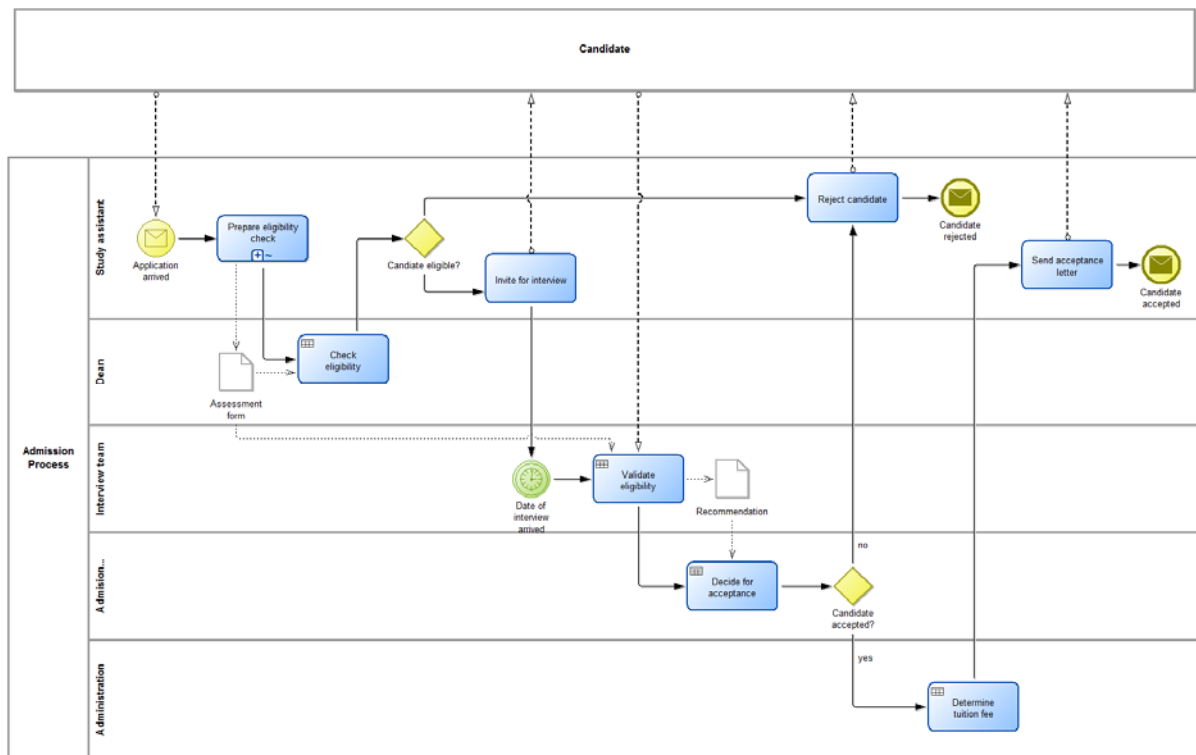 Candidate
Admission
Process
Study assistant
Dean
Interview team
Admision...
Administration
Application
arrived
Prepare eligibility
check
Candiate eligible?
Invite for interview
Reject candidate
Candidate
rejected
Send acceptance
letter
Candidate
accepted
Check
eligibility
Assessment
form
Date of
interview
arrived
Validate
eligibility
Recommendation
Decide for
acceptance
no
Candidate
accepted?
yes
Determine
tuition fee